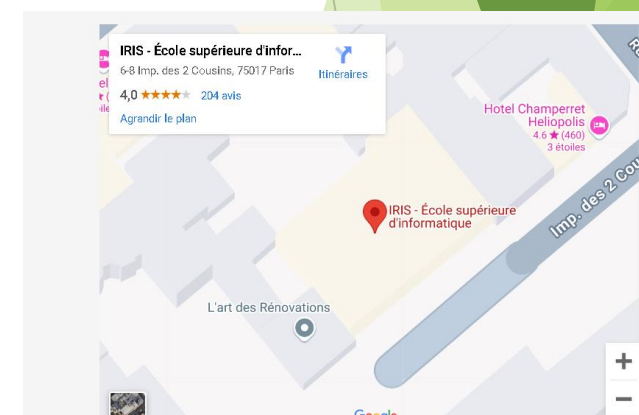 IRIS - École supérieure d'infor...
6-8 Imp. des 2 Cousins, 75017 Paris
Itinéraires
4,0 ★★★★★ 204 avis
Agrandir le plan
Hotel Champerret
Heliopolis
4.6 ★ (460)
3 étoiles
IRIS - École supérieure
d'informatique
Imp. des 2 Cou
L'art des Rénovations
Google
+
−